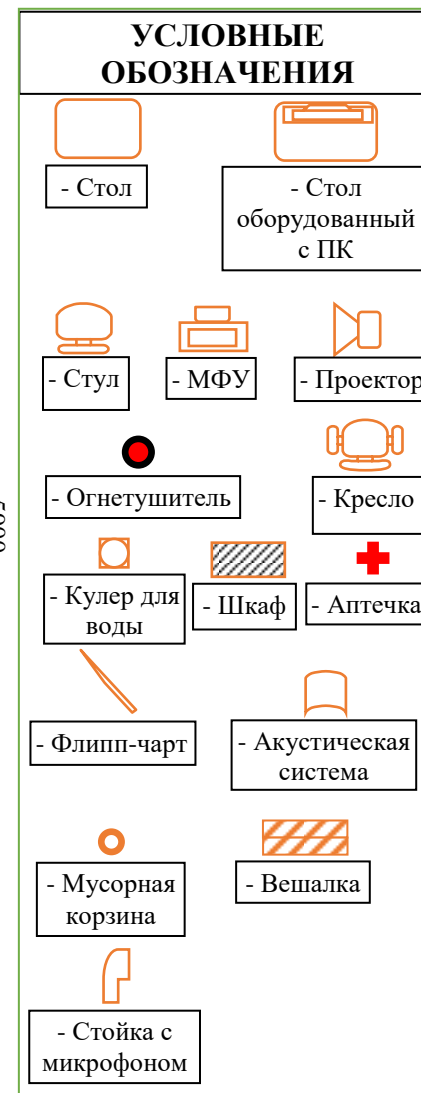 УСЛОВНЫЕ
ОБОЗНАЧЕНИЯ
- Стол
- Стол
оборудованный
с ПК
- Стул
- МФУ
- Проектор
- Огнетушитель
- Кресло
- Кулер для
воды
- Шкаф
- Аптечка
- Флипп-чарт
- Акустическая
система
- Мусорная
корзина
- Вешалка
- Стойка с
микрофоном